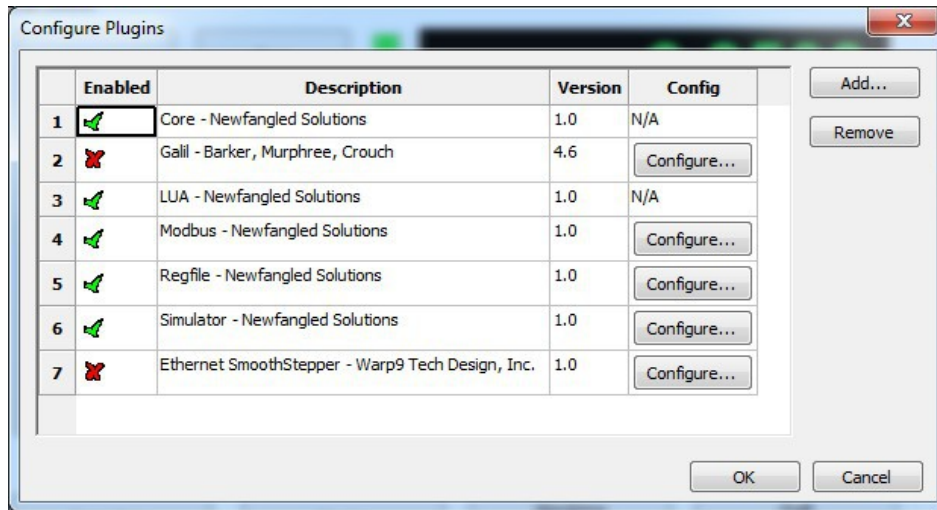 Configure Plugins
Enabled Description Version Config
1 Core - Newfangled Solutions 1.0 N/A
2 Galil - Barker, Murphree, Crouch 4.6 Configure...
3 LUA - Newfangled Solutions 1.0 N/A
4 Modbus - Newfangled Solutions 1.0 Configure...
5 Regfile - Newfangled Solutions 1.0 Configure...
6 Simulator - Newfangled Solutions 1.0 Configure...
7 Ethernet SmoothStepper - Warp9 Tech Design, Inc. 1.0 Configure...
Add...
Remove
OK Cancel